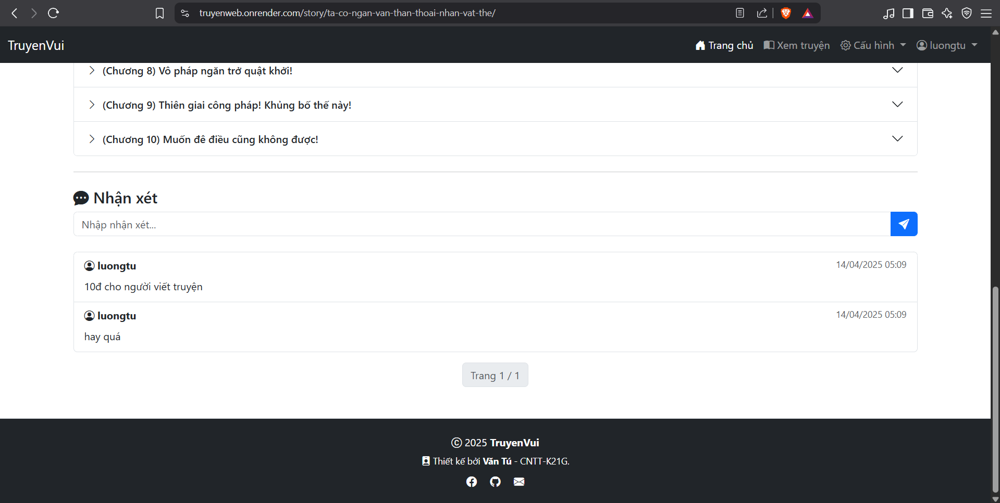 truyenweb.onrender.com/story/ta-co-ngan-van-than-thoai-nhan-vat-the/
TruyenVui
Trang chủ
Xem truyện
Cấu hình
luongtu
(Chương 8) Vô pháp ngăn trở quật khởi!
(Chương 9) Thiên giai công pháp! Khủng bố thế này!
(Chương 10) Muốn đê điều cũng không được!
Nhận xét
Nhập nhận xét...
luongtu
14/04/2025 05:09
10đ cho người viết truyện
luongtu
14/04/2025 05:09
hay quá
Trang 1 / 1
© 2025 TruyenVui
Thiết kế bởi Văn Tú - CNTT-K21G.